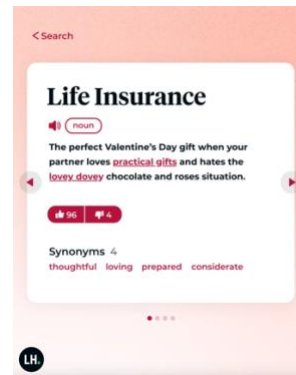 < Search
Life Insurance
noun
The perfect Valentine's Day gift when your
partner loves practical gifts and hates the
lovey dovey chocolate and roses situation.
96 4
Synonyms 4
thoughtful loving prepared considerate
LH.